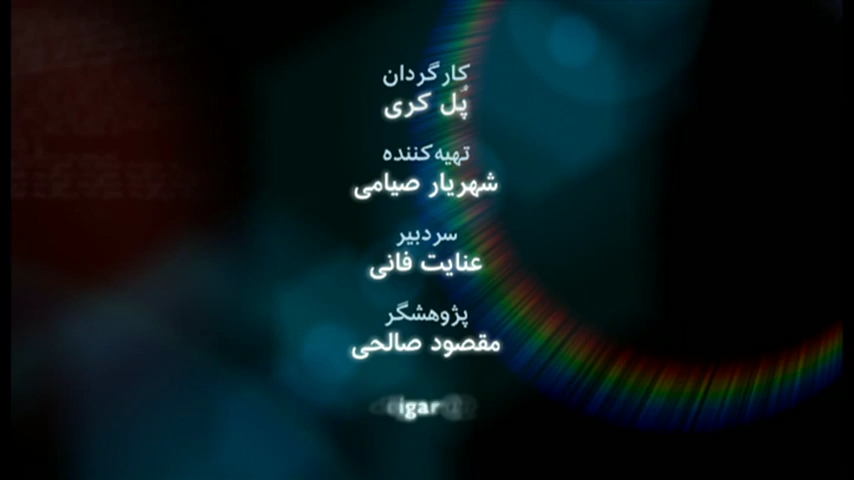 کارگردان
پُل کری
تهیه‌کننده
شهریار صیامی
سردبیر
عنایت فانی
پژوهشگر
مقصود صالحی